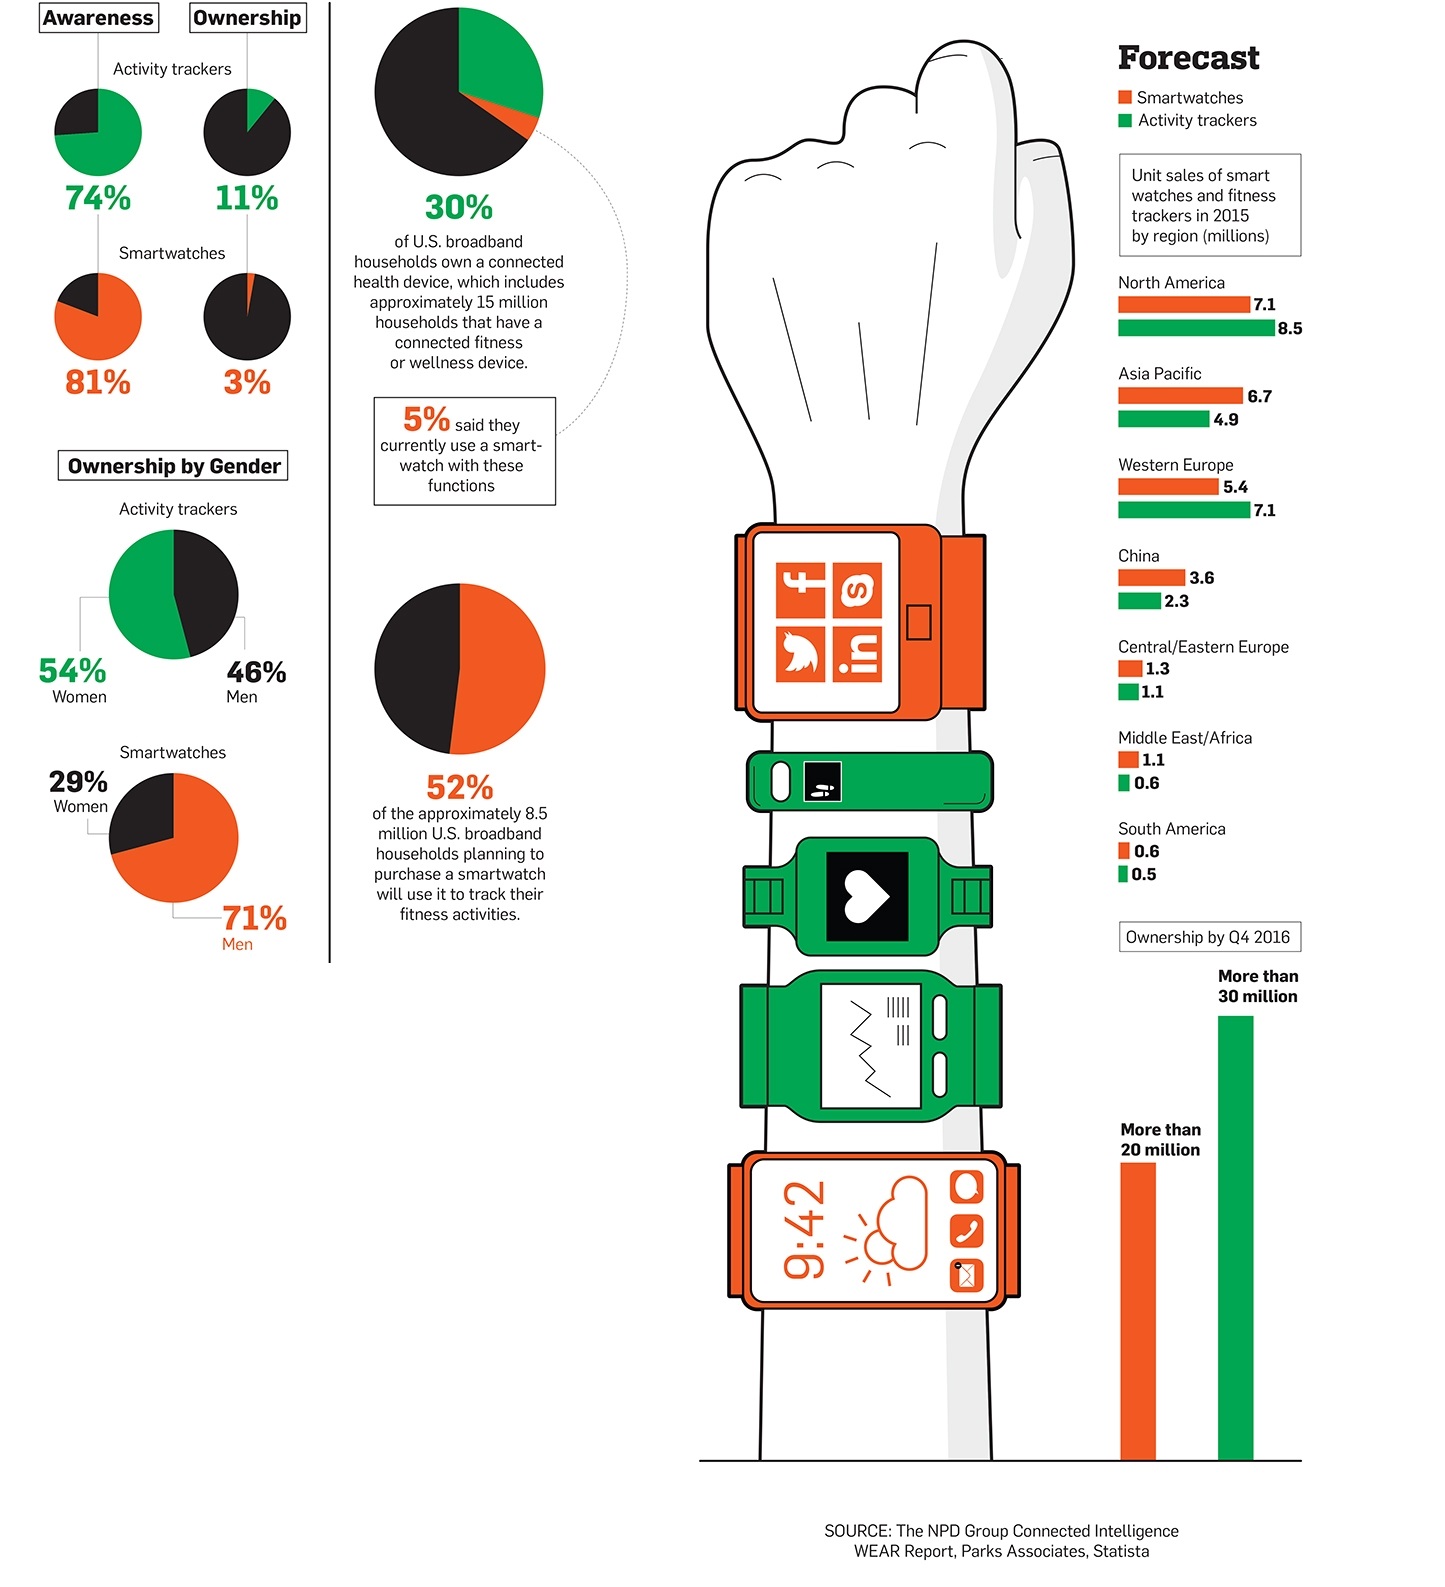 Awareness
Ownership
Activity trackers
74%
11%
Smartwatches
81%
3%
Ownership by Gender
Activity trackers
54%
Women
46%
Men
Smartwatches
29%
Women
71%
Men
30%
of U.S. broadband
households own a connected
health device, which includes
approximately 15 million
households that have a
connected fitness
or wellness device.
5% said they
currently use a smart-
watch with these
functions
52%
of the approximately 8.5
million U.S. broadband
households planning to
purchase a smartwatch
will use it to track their
fitness activities.
f
S
in
9:42
Forecast
Smartwatches
Activity trackers
Unit sales of smart
watches and fitness
trackers in 2015
by region (millions)
North America
7.1
8.5
Asia Pacific
6.7
4.9
Western Europe
5.4
7.1
China
3.6
2.3
Central/Eastern Europe
1.3
1.1
Middle East/Africa
1.1
0.6
South America
0.6
0.5
Ownership by Q4 2016
More than
30 million
More than
20 million
SOURCE: The NPD Group Connected Intelligence
WEAR Report, Parks Associates, Statista